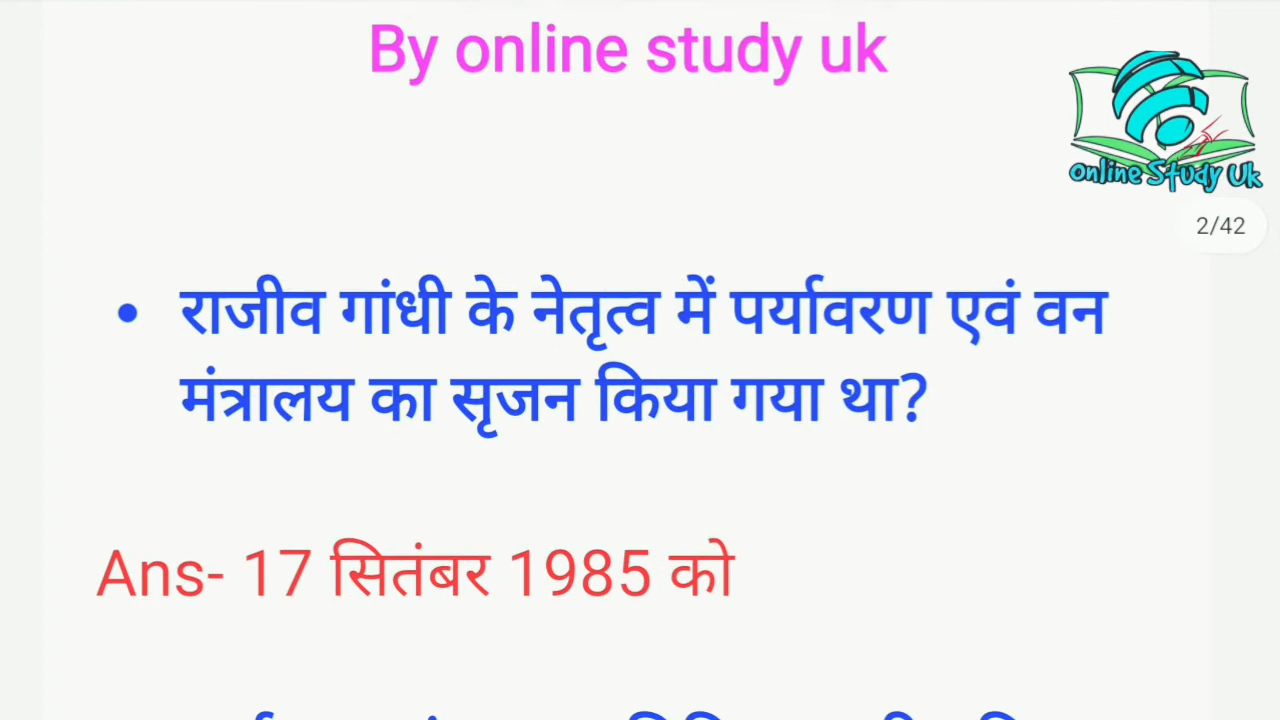 By online study uk
Online Study Uk
2/42
• राजीव गांधी के नेतृत्व में पर्यावरण एवं वन
मंत्रालय का सृजन किया गया था?
Ans- 17 सितंबर 1985 को